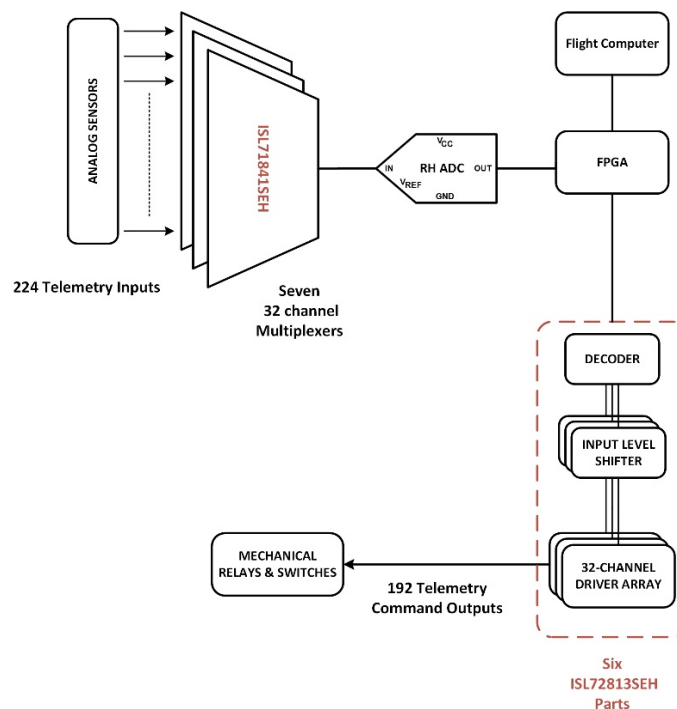 ANALOG SENSORS
224 Telemetry Inputs
ISL71841SEH
Seven
32 channel
Multiplexers
VCC
IN
RH ADC
OUT
VREF
GND
Flight Computer
FPGA
DECODER
INPUT LEVEL
SHIFTER
32-CHANNEL
DRIVER ARRAY
MECHANICAL
RELAYS & SWITCHES
192 Telemetry
Command Outputs
Six
ISL72813SEH
Parts